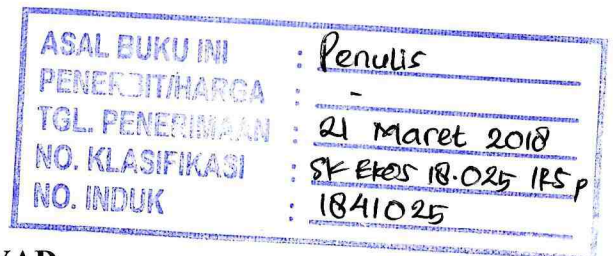 ASAL BUKU INI : Penulis
PENERBIT/HARGA : -
TGL. PENERIMAAN : 21 Maret 2018
NO. KLASIFIKASI : SK EKOS 18.025 IRS p
NO. INDUK : 1841025